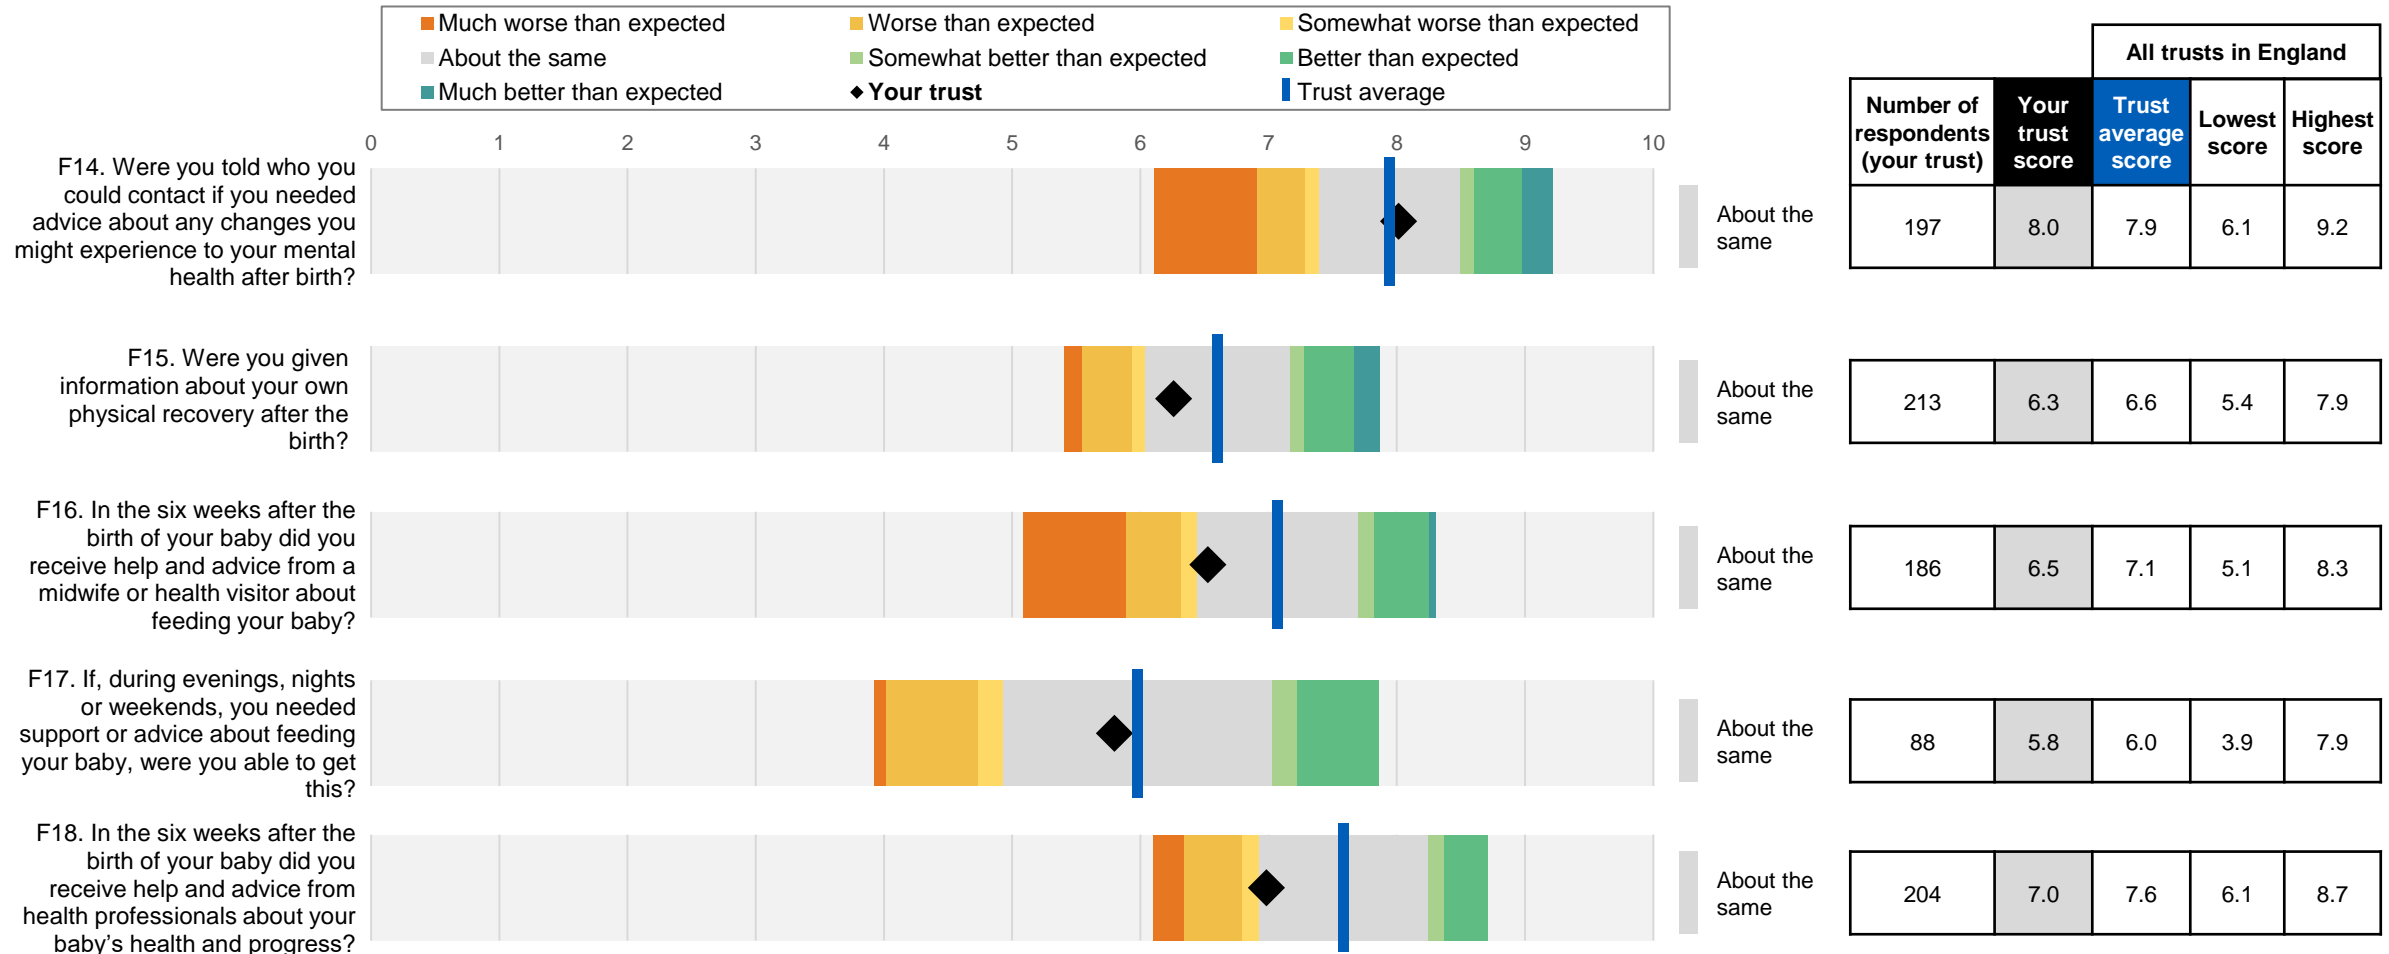 Much worse than expected
Worse than expected
Somewhat worse than expected
About the same
Somewhat better than expected
Better than expected
Much better than expected
Your trust
Trust average
All trusts in England
Number of
respondents
(your trust)
Your
trust
score
Trust
average
score
Lowest
score
Highest
score
0 1 2 3 4 5 6 7 8 9 10
F14. Were you told who you
could contact if you needed
advice about any changes you
might experience to your mental
health after birth?
About the
same
197 8.0 7.9 6.1 9.2
F15. Were you given
information about your own
physical recovery after the
birth?
About the
same
213 6.3 6.6 5.4 7.9
F16. In the six weeks after the
birth of your baby did you
receive help and advice from a
midwife or health visitor about
feeding your baby?
About the
same
186 6.5 7.1 5.1 8.3
F17. If, during evenings, nights
or weekends, you needed
support or advice about feeding
your baby, were you able to get
this?
About the
same
88 5.8 6.0 3.9 7.9
F18. In the six weeks after the
birth of your baby did you
receive help and advice from
health professionals about your
baby's health and progress?
About the
same
204 7.0 7.6 6.1 8.7